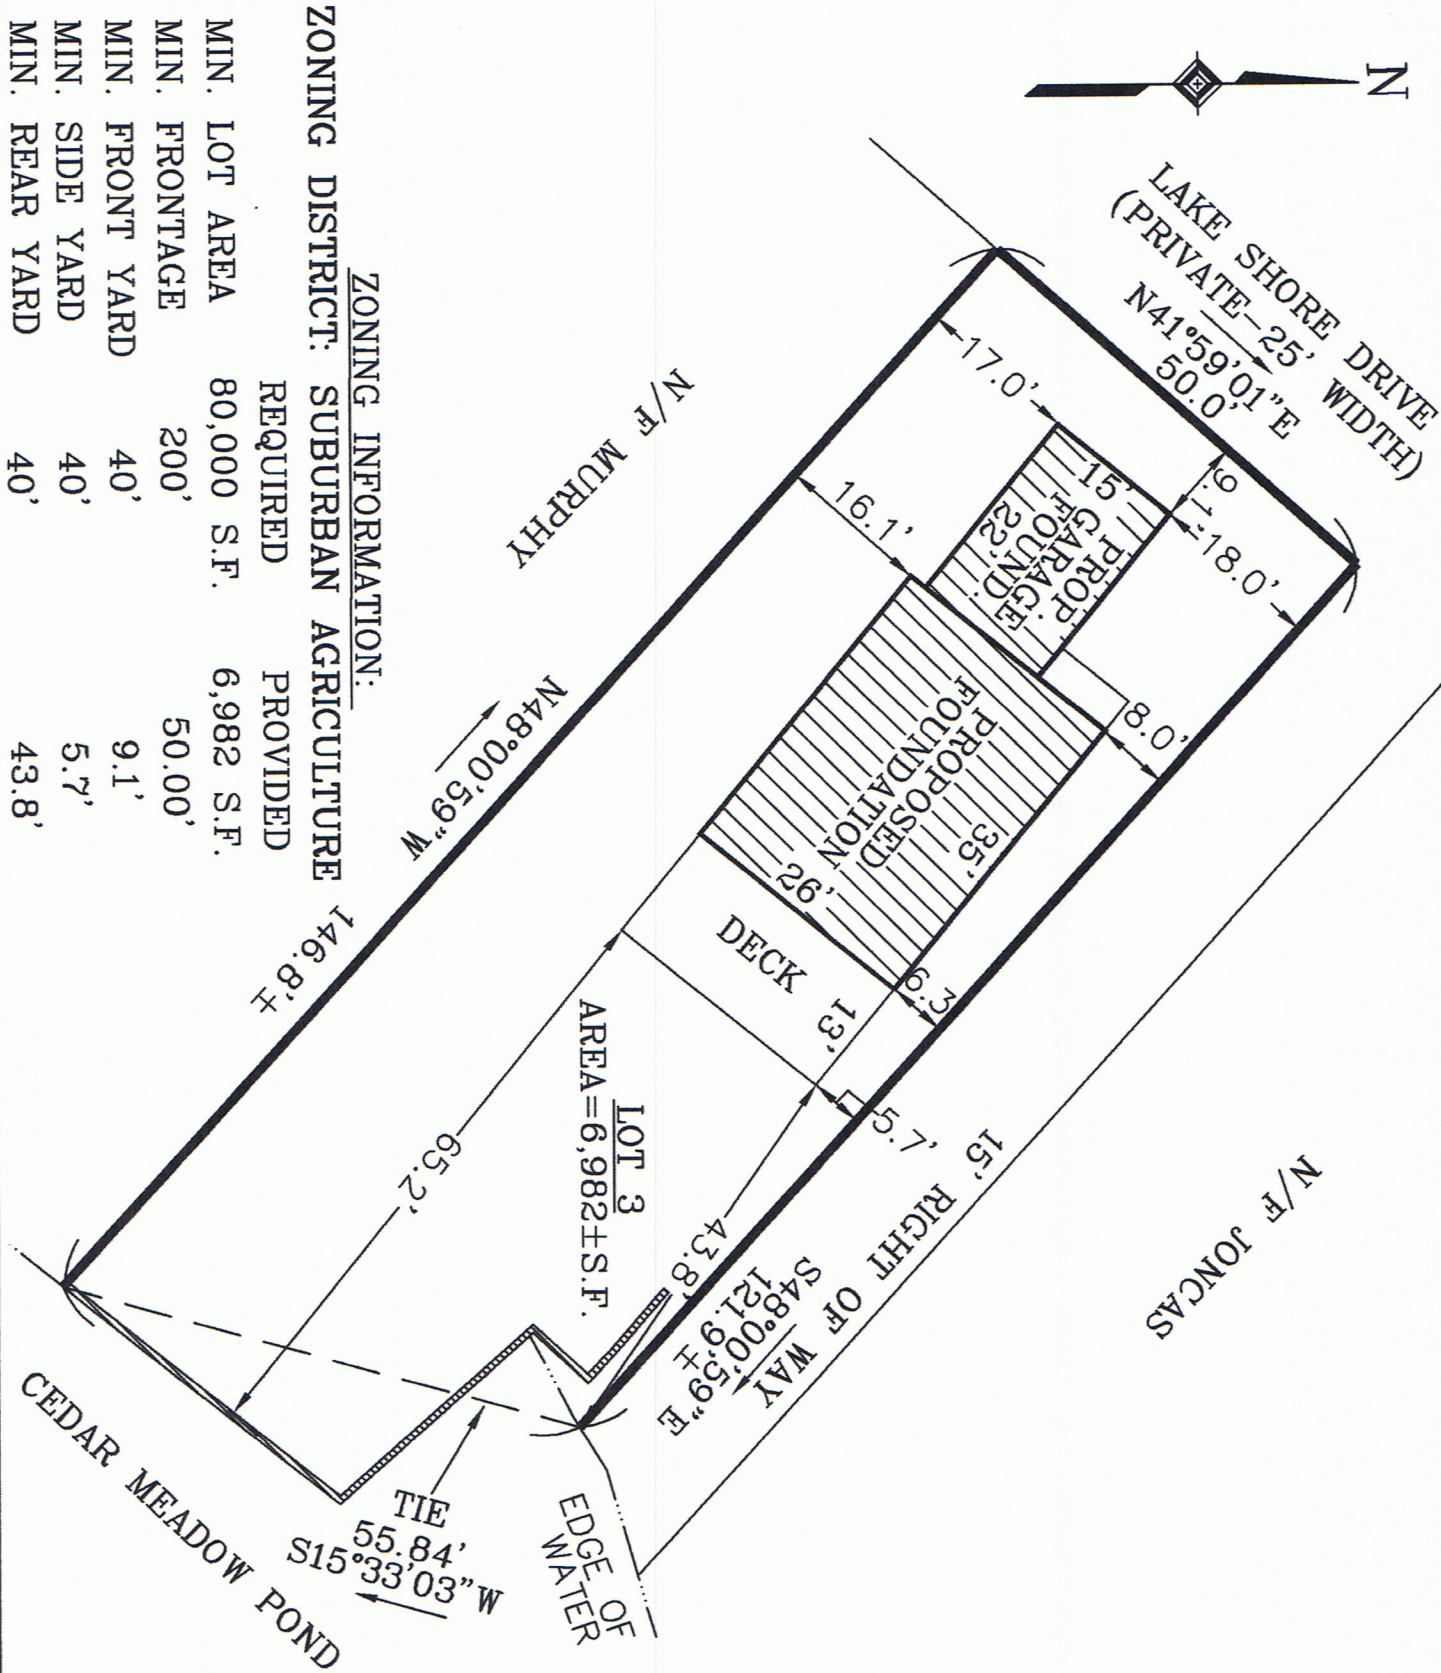 N
LAKE SHORE DRIVE
(PRIVATE-25' WIDTH)
N41°59'01"E
50.0'
17.0'
9.1'
18.0'
15'
PROP.
GARAGE
FOUND.
22'
16.1'
8.0'
PROPOSED
FOUNDATION
35'
26'
6.3
DECK
13'
5.7'
N/F MURPHY
N/F JONCAS
15' RIGHT OF WAY
S48°00'59"E
121.9'±
43.8'
LOT 3
AREA=6,982±S.F.
65.2'
N48°00'59"W
146.8'±
TIE
55.84'
S15°33'03"W
EDGE OF
WATER
CEDAR MEADOW POND
ZONING INFORMATION:
ZONING DISTRICT: SUBURBAN AGRICULTURE
REQUIRED PROVIDED
MIN. LOT AREA 80,000 S.F. 6,982 S.F.
MIN. FRONTAGE 200' 50.00'
MIN. FRONT YARD 40' 9.1'
MIN. SIDE YARD 40' 5.7'
MIN. REAR YARD 40' 43.8'